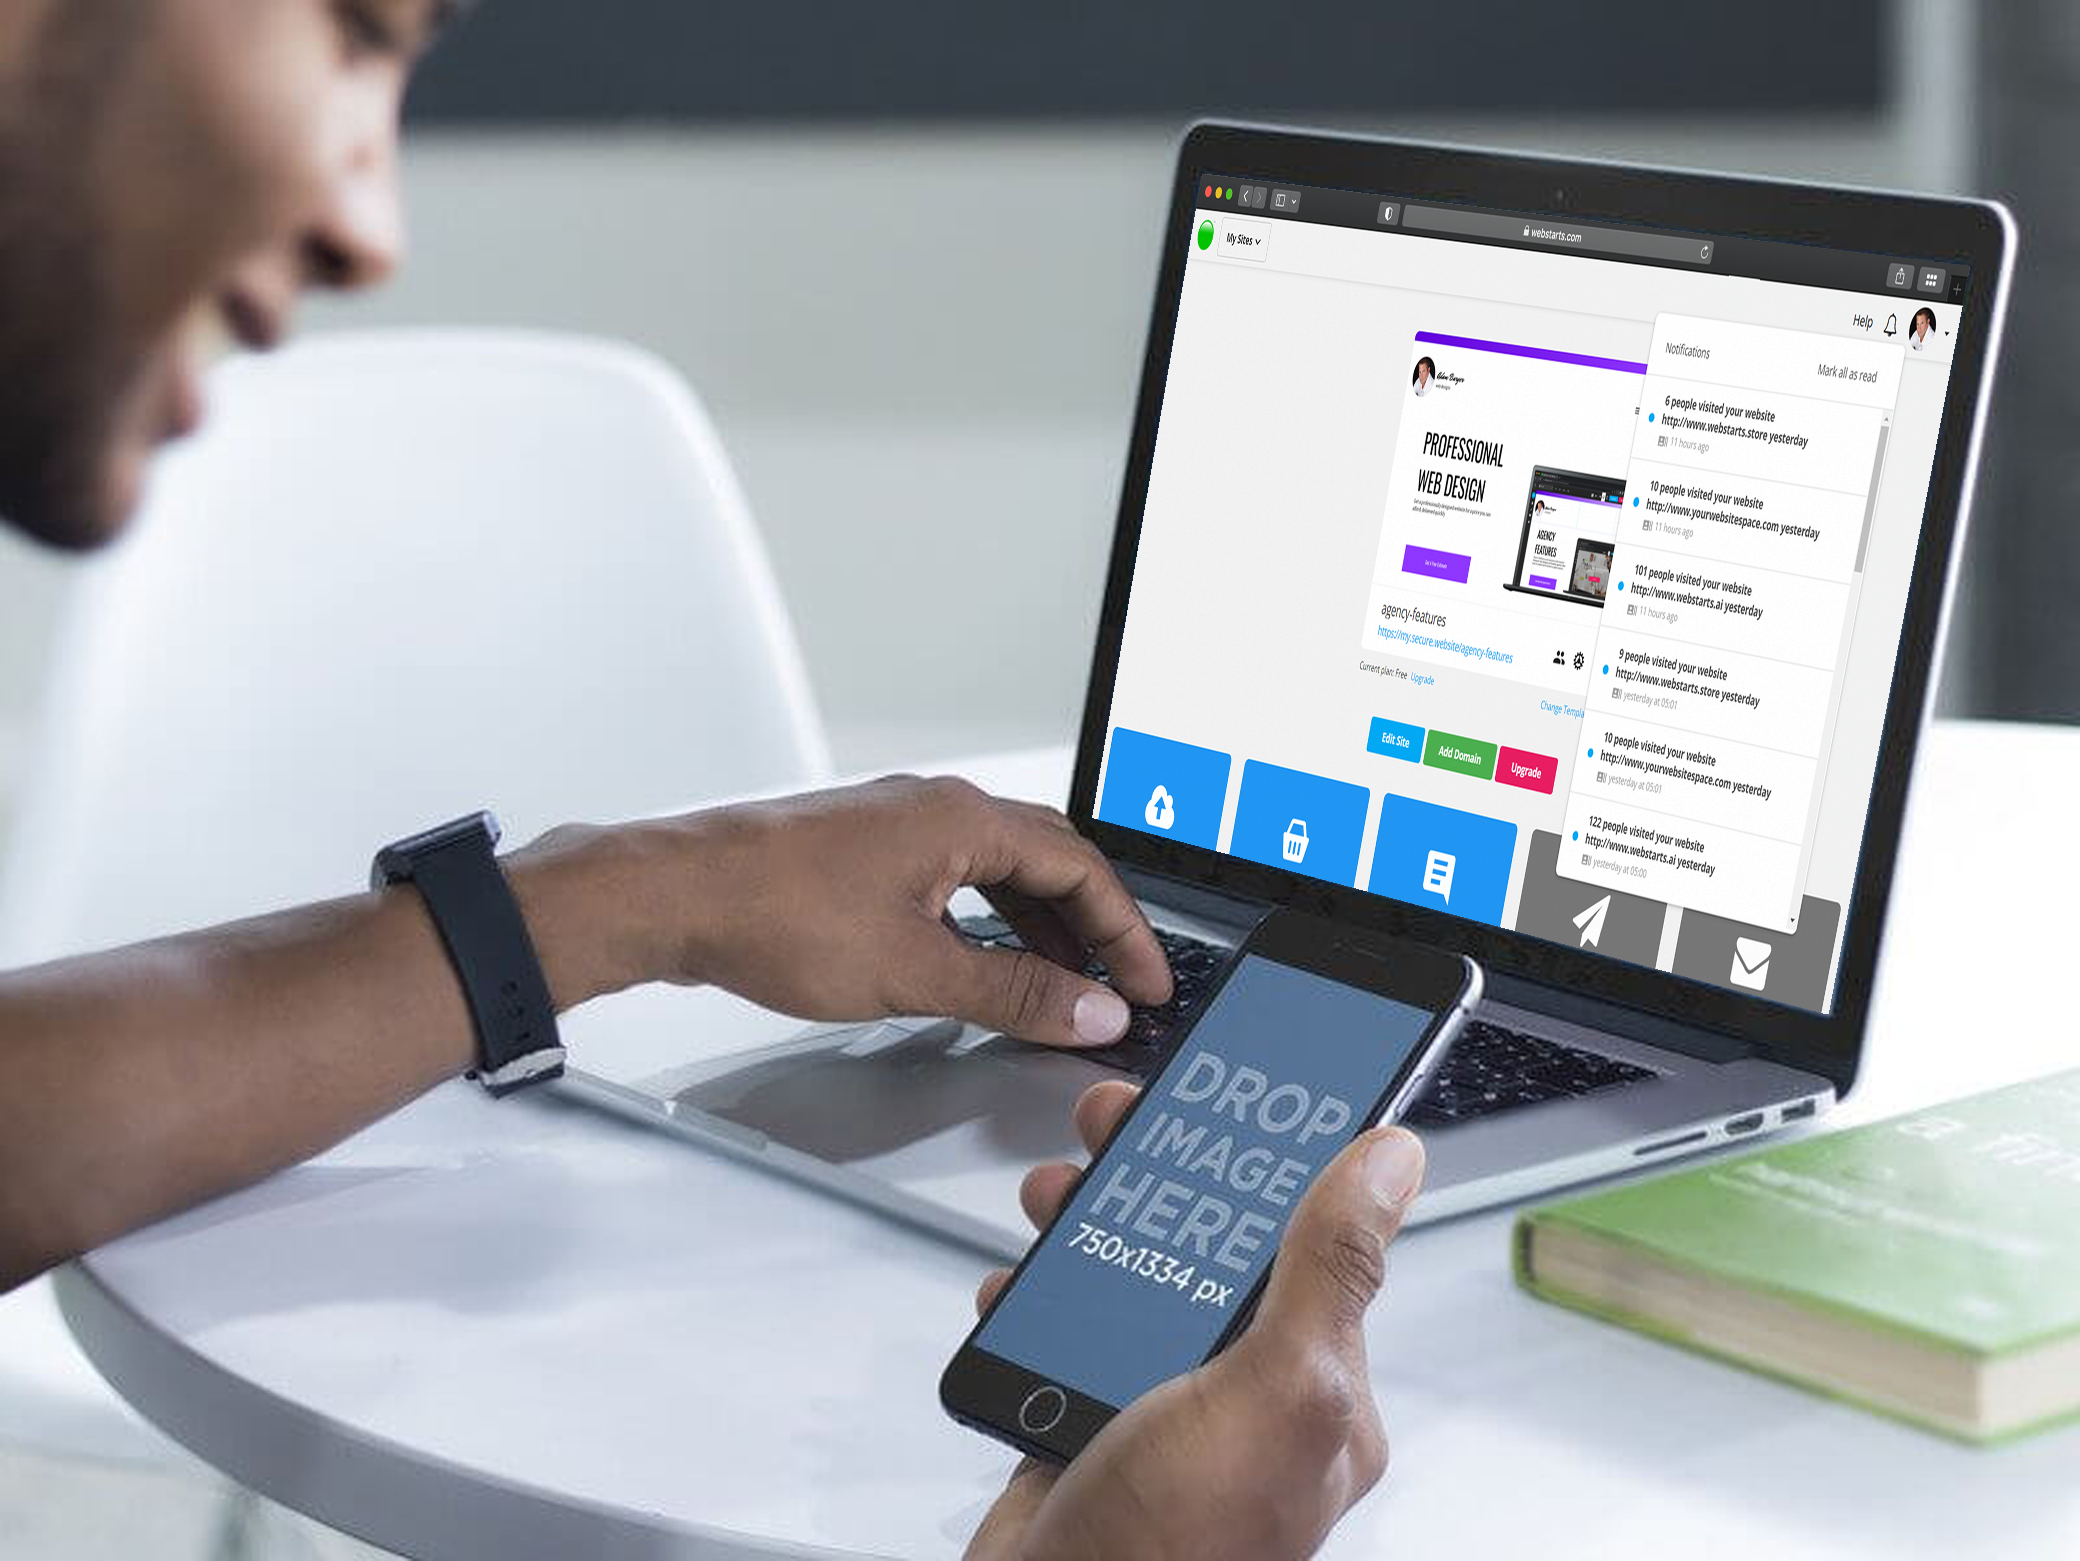 webstarts.com
My Sites
Help
Notifications
Mark all as read
6 people visited your website
http://www.webstarts.store yesterday
11 hours ago
10 people visited your website
http://www.yourwebsitespace.com yesterday
11 hours ago
101 people visited your website
http://www.webstarts.ai yesterday
11 hours ago
9 people visited your website
http://www.webstarts.store yesterday
yesterday at 05:01
10 people visited your website
http://www.yourwebsitespace.com yesterday
yesterday at 05:01
122 people visited your website
http://www.webstarts.ai yesterday
yesterday at 05:00
PROFESSIONAL
WEB DESIGN
AGENCY
FEATURES
agency-features
https://my.secure.website/agency-features
Current plan: Free Upgrade
Change Templa
Edit Site
Add Domain
Upgrade
DROP
IMAGE
HERE
750x1334 px